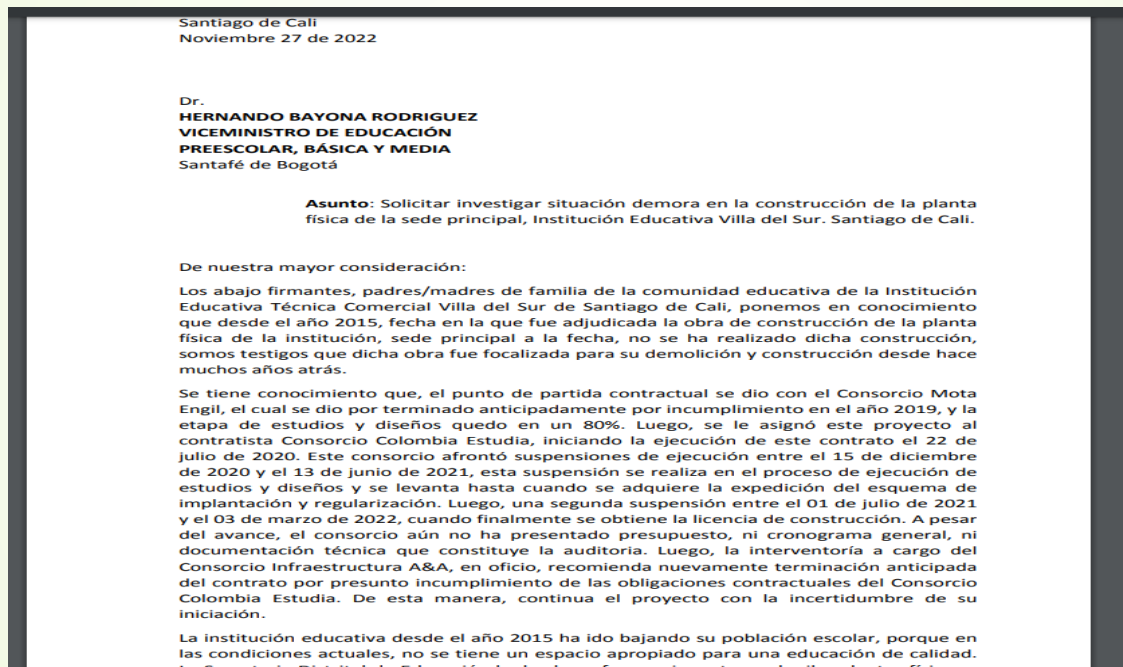 Santiago de Cali
Noviembre 27 de 2022
Dr.
HERNANDO BAYONA RODRIGUEZ
VICEMINISTRO DE EDUCACIÓN
PREESCOLAR, BÁSICA Y MEDIA
Santafé de Bogotá
Asunto: Solicitar investigar situación demora en la construcción de la planta
física de la sede principal, Institución Educativa Villa del Sur. Santiago de Cali.
De nuestra mayor consideración:
Los abajo firmantes, padres/madres de familia de la comunidad educativa de la Institución
Educativa Técnica Comercial Villa del Sur de Santiago de Cali, ponemos en conocimiento
que desde el año 2015, fecha en la que fue adjudicada la obra de construcción de la planta
física de la institución, sede principal a la fecha, no se ha realizado dicha construcción,
somos testigos que dicha obra fue focalizada para su demolición y construcción desde hace
muchos años atrás.
Se tiene conocimiento que, el punto de partida contractual se dio con el Consorcio Mota
Engil, el cual se dio por terminado anticipadamente por incumplimiento en el año 2019, y la
etapa de estudios y diseños quedo en un 80%. Luego, se le asignó este proyecto al
contratista Consorcio Colombia Estudia, iniciando la ejecución de este contrato el 22 de
julio de 2020. Este consorcio afrontó suspensiones de ejecución entre el 15 de diciembre
de 2020 y el 13 de junio de 2021, esta suspensión se realiza en el proceso de ejecución de
estudios y diseños y se levanta hasta cuando se adquiere la expedición del esquema de
implantación y regularización. Luego, una segunda suspensión entre el 01 de julio de 2021
y el 03 de marzo de 2022, cuando finalmente se obtiene la licencia de construcción. A pesar
del avance, el consorcio aún no ha presentado presupuesto, ni cronograma general, ni
documentación técnica que constituye la auditoria. Luego, la interventoría a cargo del
Consorcio Infraestructura A&A, en oficio, recomienda nuevamente terminación anticipada
del contrato por presunto incumplimiento de las obligaciones contractuales del Consorcio
Colombia Estudia. De esta manera, continua el proyecto con la incertidumbre de su
iniciación.
La institución educativa desde el año 2015 ha ido bajando su población escolar, porque en
las condiciones actuales, no se tiene un espacio apropiado para una educación de calidad.